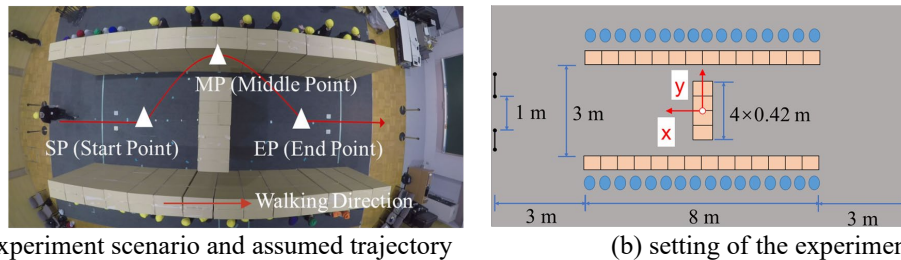 MP (Middle Point)
SP (Start Point)
EP (End Point)
Walking Direction
y
x
1 m
3 m
4×0.42 m
3 m
8 m
3 m
xperiment scenario and assumed trajectory
(b) setting of the experimen